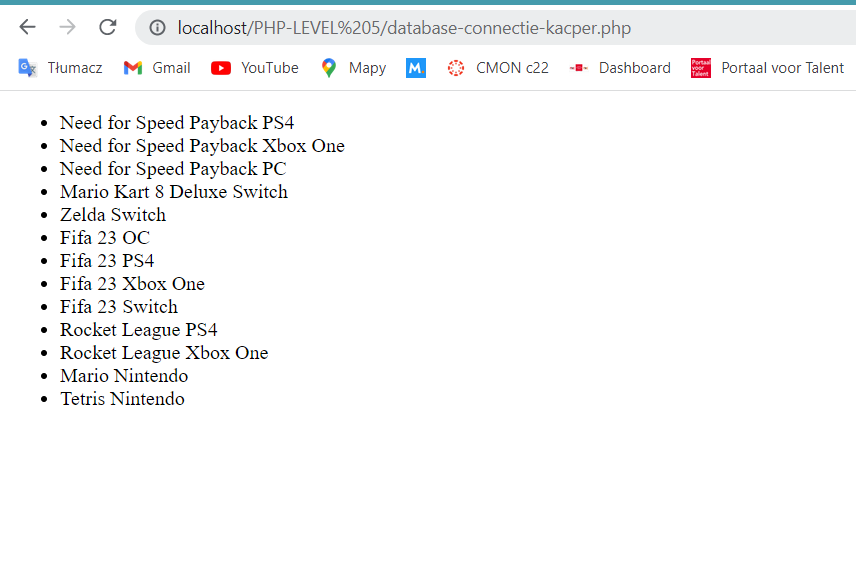 localhost/PHP-LEVEL%205/database-connectie-kacper.php
Tłumacz Gmail YouTube Mapy M. CMON c22 Dashboard Portaal voor Talent Portaal voor Talent
Need for Speed Payback PS4
Need for Speed Payback Xbox One
Need for Speed Payback PC
Mario Kart 8 Deluxe Switch
Zelda Switch
Fifa 23 OC
Fifa 23 PS4
Fifa 23 Xbox One
Fifa 23 Switch
Rocket League PS4
Rocket League Xbox One
Mario Nintendo
Tetris Nintendo